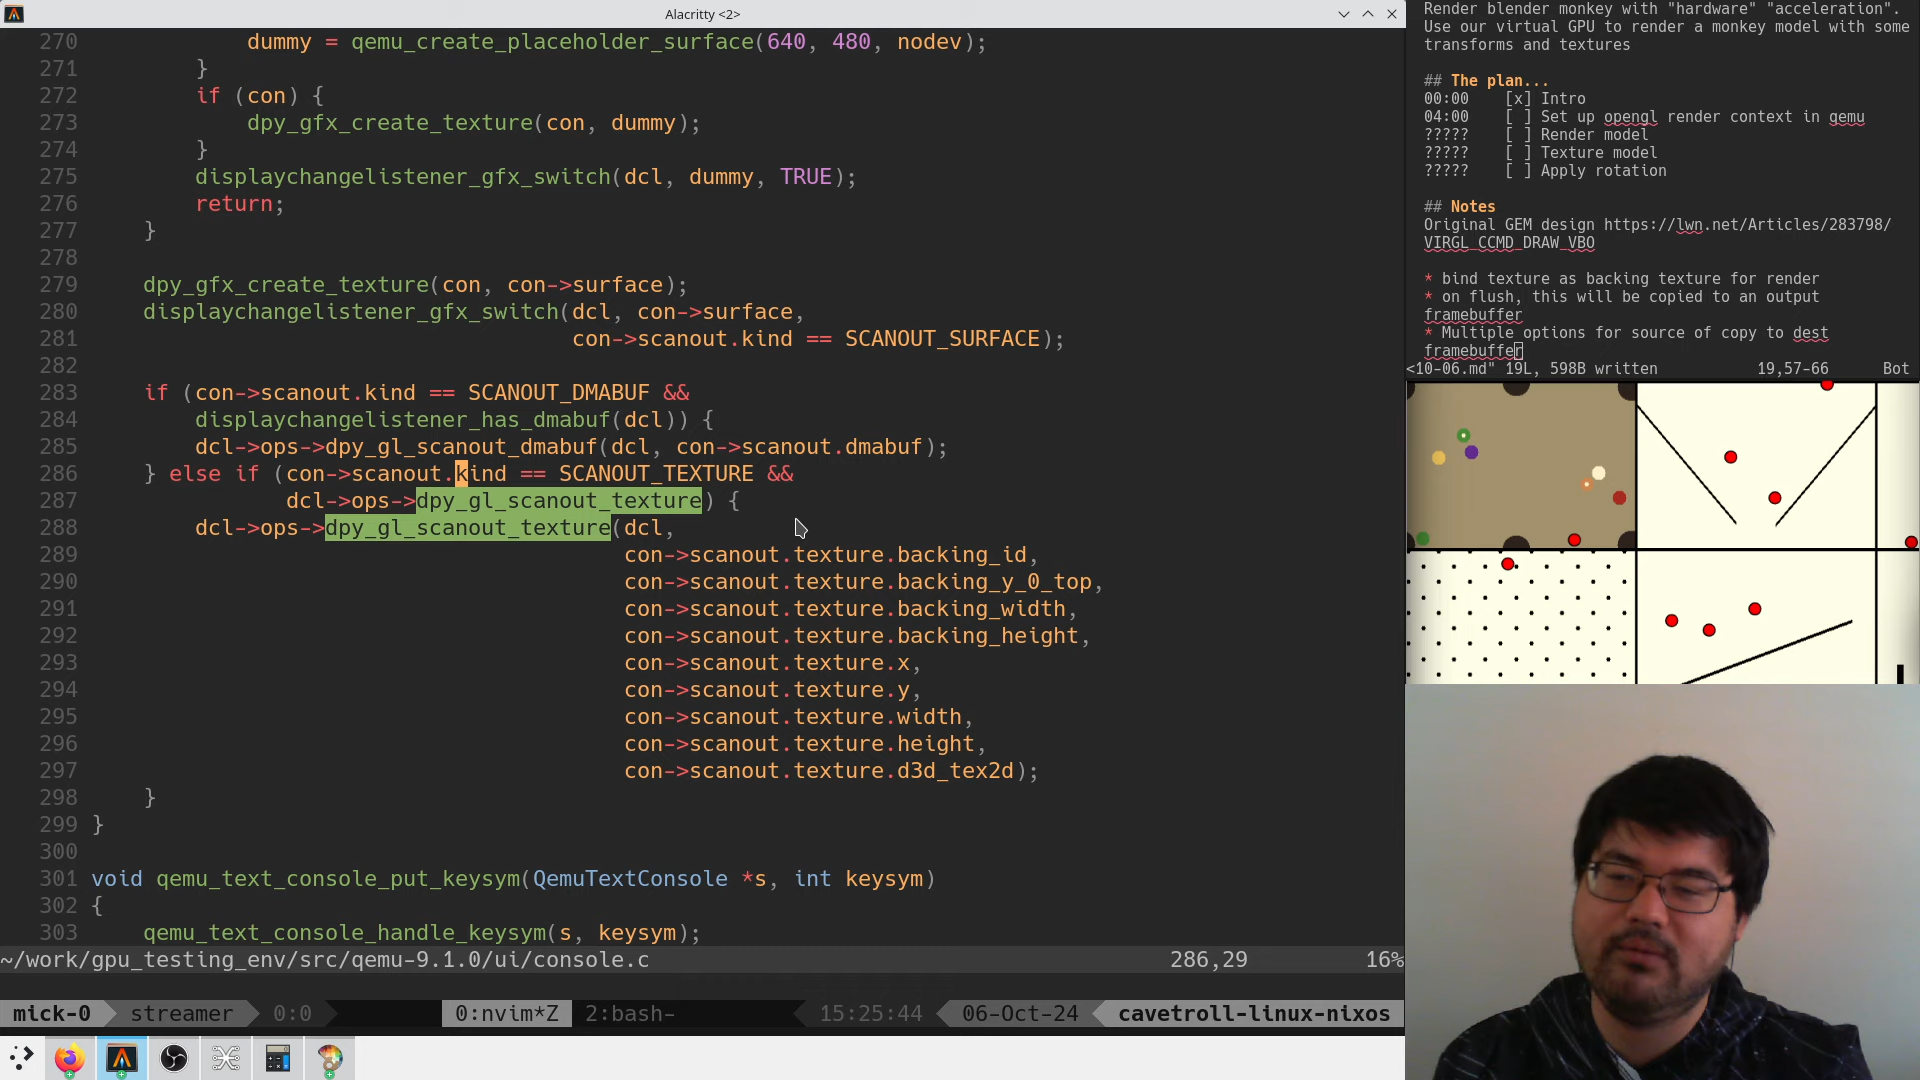 Alacritty <2>
270 dummy = qemu_create_placeholder_surface(640, 480, nodev);
271 }
272 if (con) {
273 dpy_gfx_create_texture(con, dummy);
274 }
275 displaychangelistener_gfx_switch(dcl, dummy, TRUE);
276 return;
277 }
278
279 dpy_gfx_create_texture(con, con->surface);
280 displaychangelistener_gfx_switch(dcl, con->surface,
281 con->scanout.kind == SCANOUT_SURFACE);
282
283 if (con->scanout.kind == SCANOUT_DMABUF &&
284 displaychangelistener_has_dmabuf(dcl)) {
285 dcl->ops->dpy_gl_scanout_dmabuf(dcl, con->scanout.dmabuf);
286 } else if (con->scanout.kind == SCANOUT_TEXTURE &&
287 dcl->ops->dpy_gl_scanout_texture) {
288 dcl->ops->dpy_gl_scanout_texture(dcl,
289 con->scanout.texture.backing_id,
290 con->scanout.texture.backing_y_0_top,
291 con->scanout.texture.backing_width,
292 con->scanout.texture.backing_height,
293 con->scanout.texture.x,
294 con->scanout.texture.y,
295 con->scanout.texture.width,
296 con->scanout.texture.height,
297 con->scanout.texture.d3d_tex2d);
298 }
299 }
300
301 void qemu_text_console_put_keysym(QemuTextConsole *s, int keysym)
302 {
303 qemu_text_console_handle_keysym(s, keysym);
~/work/gpu_testing_env/src/qemu-9.1.0/ui/console.c 286,29 16%
mick-0 streamer 0:0 0:nvim*Z 2:bash- 15:25:44 06-Oct-24 cavetroll-linux-nixos
Render blender monkey with "hardware" "acceleration".
Use our virtual GPU to render a monkey model with some
transforms and textures
## The plan...
00:00 [x] Intro
04:00 [ ] Set up opengl render context in qemu
????? [ ] Render model
????? [ ] Texture model
????? [ ] Apply rotation
## Notes
Original GEM design https://lwn.net/Articles/283798/
VIRGL_CCMD_DRAW_VBO
* bind texture as backing texture for render
* on flush, this will be copied to an output
framebuffer
* Multiple options for source of copy to dest
framebuffer
<10-06.md" 19L, 598B written 19,57-66 Bot